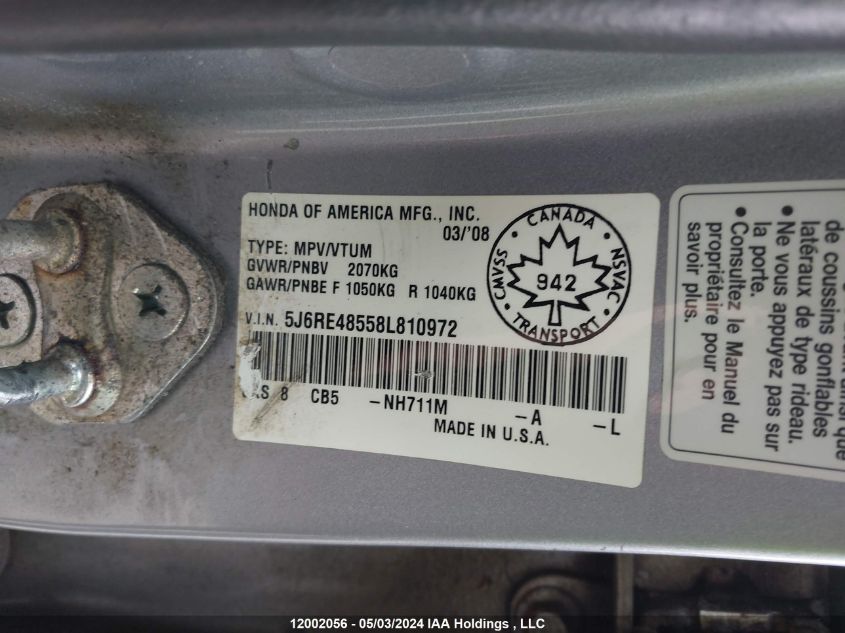 HONDA OF AMERICA MFG., INC.
03/'08
TYPE: MPV/VTUM
GVWR/PNBV 2070KG
GAWR/PNBE F 1050KG R 1040KG
V.I.N. 5J6RE48558L810972
S 8 CB5 -NH711M -A -L
MADE IN U.S.A.
CANADA
CMVSS
942
NSVAC
TRANSPORT
ainsi que
de coussins gonflables
latéraux de type rideau.
• Ne vous appuyez pas sur
la porte.
• Consultez le Manuel du
propriétaire pour en
savoir plus.
12002056 - 05/03/2024 IAA Holdings , LLC